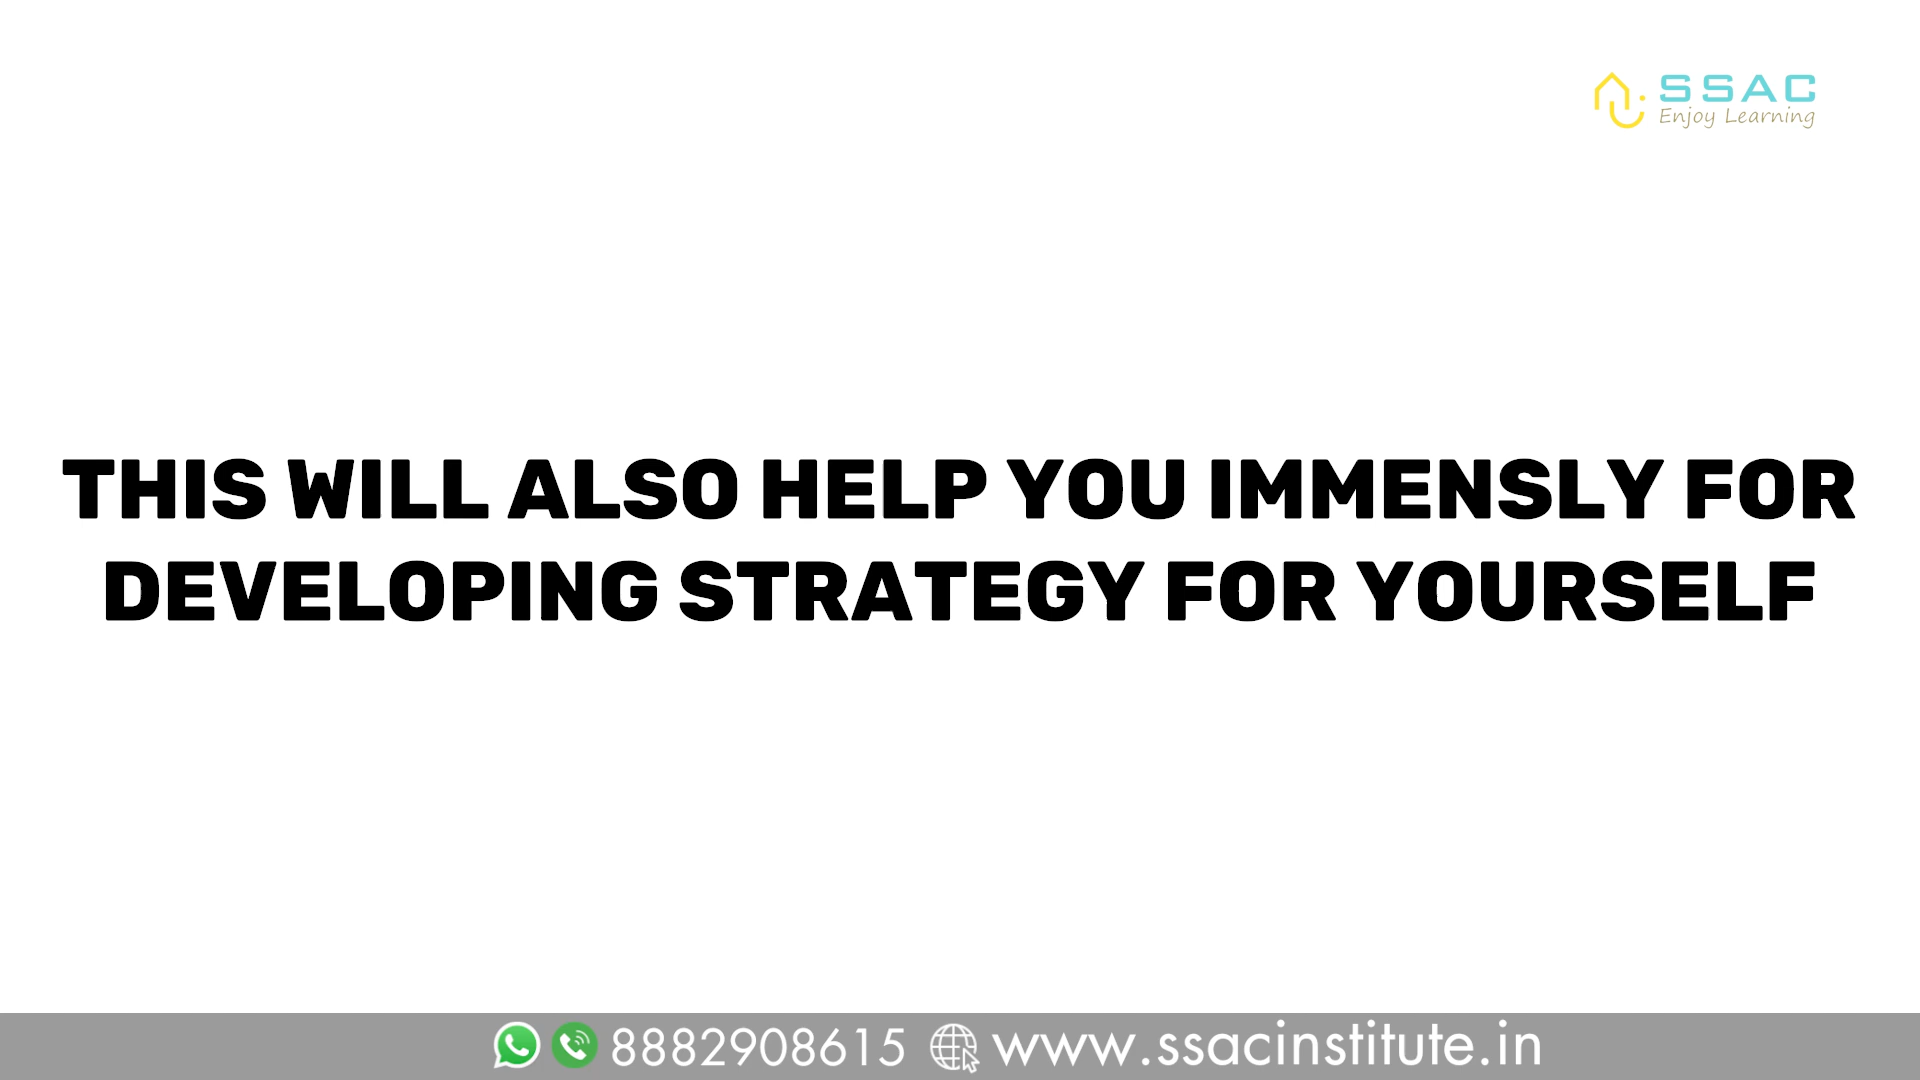 SSAC
Enjoy Learning
THIS WILL ALSO HELP YOU IMMENSLY FOR
DEVELOPING STRATEGY FOR YOURSELF
8882908615 www.ssacinstitute.in